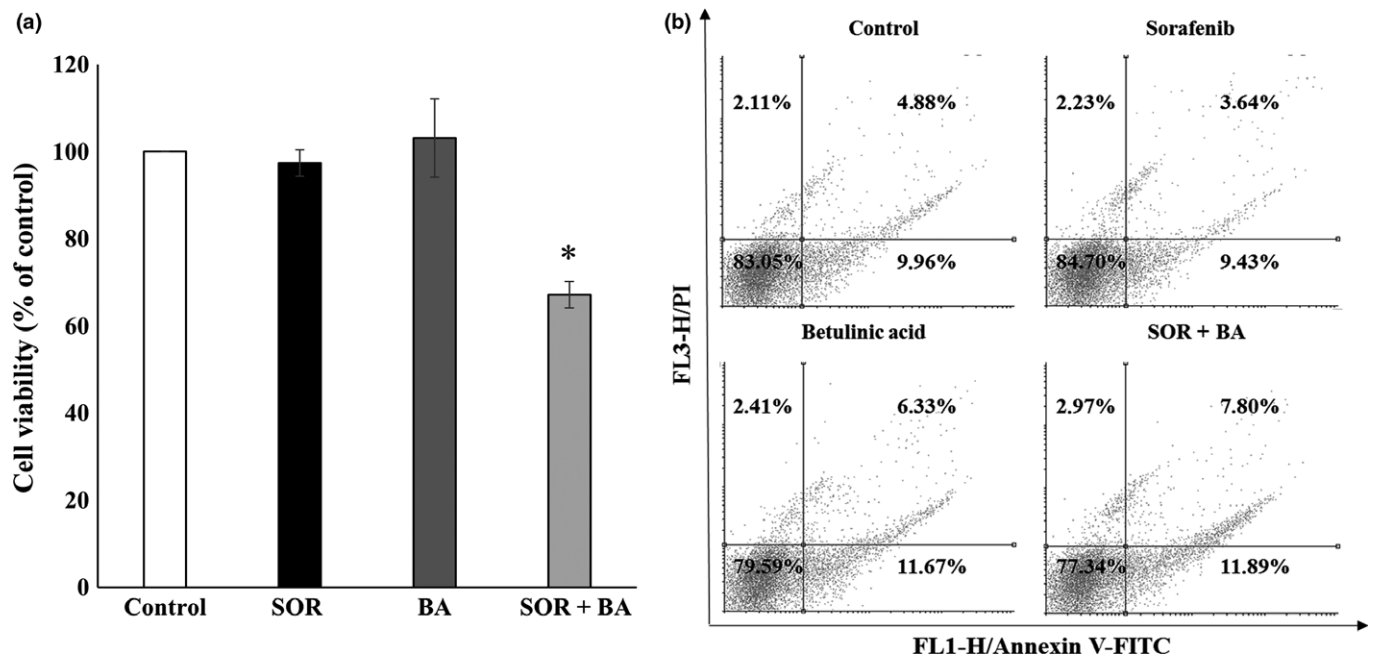 (a)
Cell viability (% of control)
120
100
80
60
40
20
0
*
Control SOR BA SOR + BA
(b)
FL3-H/PI
Control Sorafenib
2.11% 4.88% 2.23% 3.64%
83.05% 9.96% 84.70% 9.43%
Betulinic acid SOR + BA
2.41% 6.33% 2.97% 7.80%
79.59% 11.67% 77.34% 11.89%
FL1-H/Annexin V-FITC